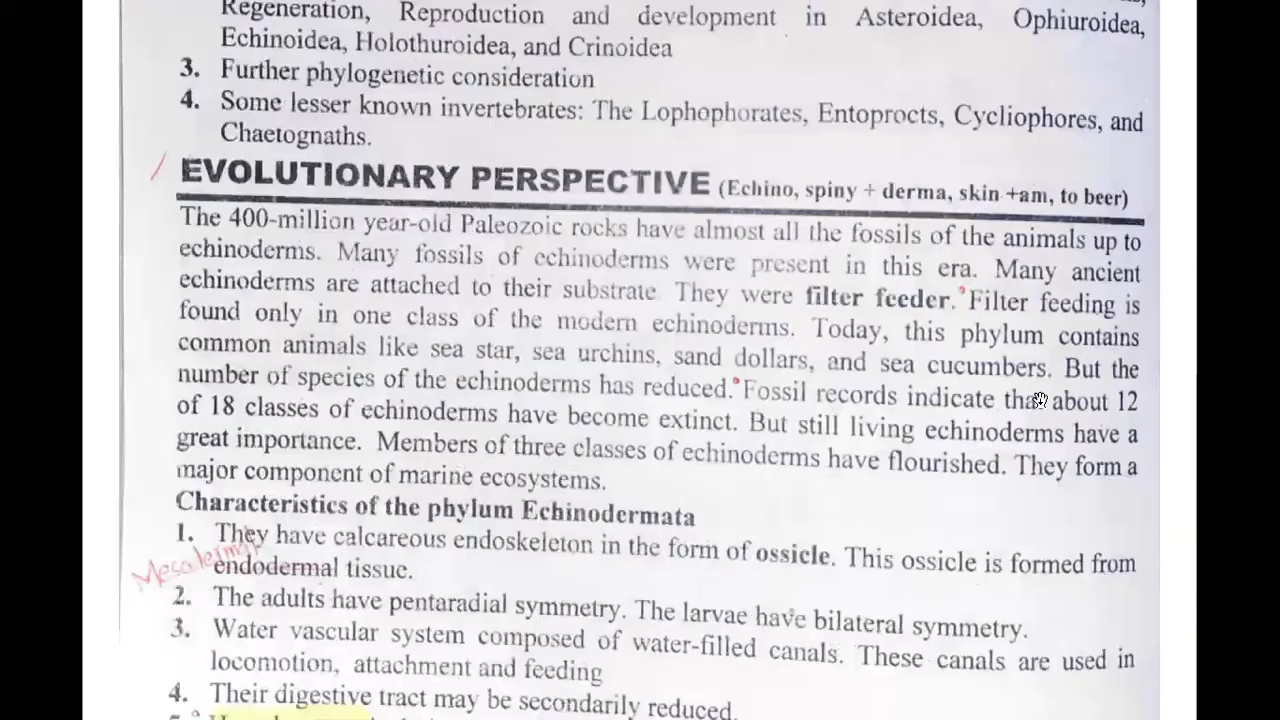 Regeneration, Reproduction and development in Asteroidea, Ophiuroidea,
Echinoidea, Holothuroidea, and Crinoidea
3. Further phylogenetic consideration
4. Some lesser known invertebrates: The Lophophorates, Entoprocts, Cycliophores, and
Chaetognaths.
EVOLUTIONARY PERSPECTIVE (Echino, spiny + derma, skin +am, to beer)
The 400-million year-old Paleozoic rocks have almost all the fossils of the animals up to
echinoderms. Many fossils of echinoderms were present in this era. Many ancient
echinoderms are attached to their substrate. They were filter feeder. Filter feeding is
found only in one class of the modern echinoderms. Today, this phylum contains
common animals like sea star, sea urchins, sand dollars, and sea cucumbers. But the
number of species of the echinoderms has reduced. Fossil records indicate that about 12
of 18 classes of echinoderms have become extinct. But still living echinoderms have a
great importance. Members of three classes of echinoderms have flourished. They form a
major component of marine ecosystems.
Characteristics of the phylum Echinodermata
1. They have calcareous endoskeleton in the form of ossicle. This ossicle is formed from
Mesodermal
endodermal tissue.
2. The adults have pentaradial symmetry. The larvae have bilateral symmetry.
3. Water vascular system composed of water-filled canals. These canals are used in
locomotion, attachment and feeding
4. Their digestive tract may be secondarily reduced.